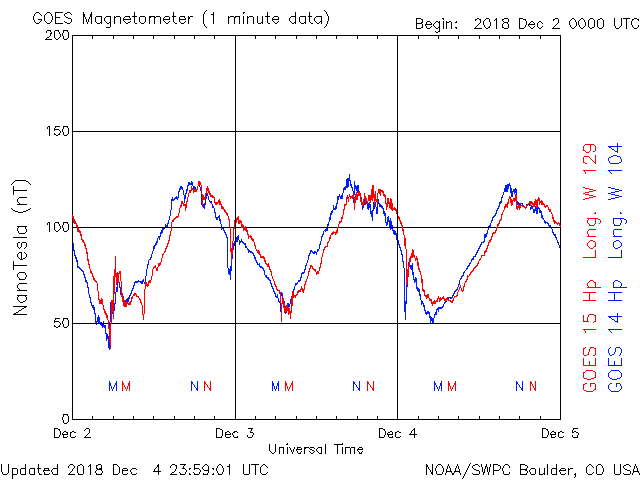 GOES Magnetometer (1 minute data)
Begin: 2018 Dec 2 0000 UTC
200
150
100
50
0
NanoTesla (nT)
M M N N M M N N M M N N
Dec 2 Dec 3 Dec 4 Dec 5
Universal Time
GOES 15 Hp Long. W 129
GOES 14 Hp Long. W 104
Updated 2018 Dec 4 23:59:01 UTC
NOAA/SWPC Boulder, CO USA